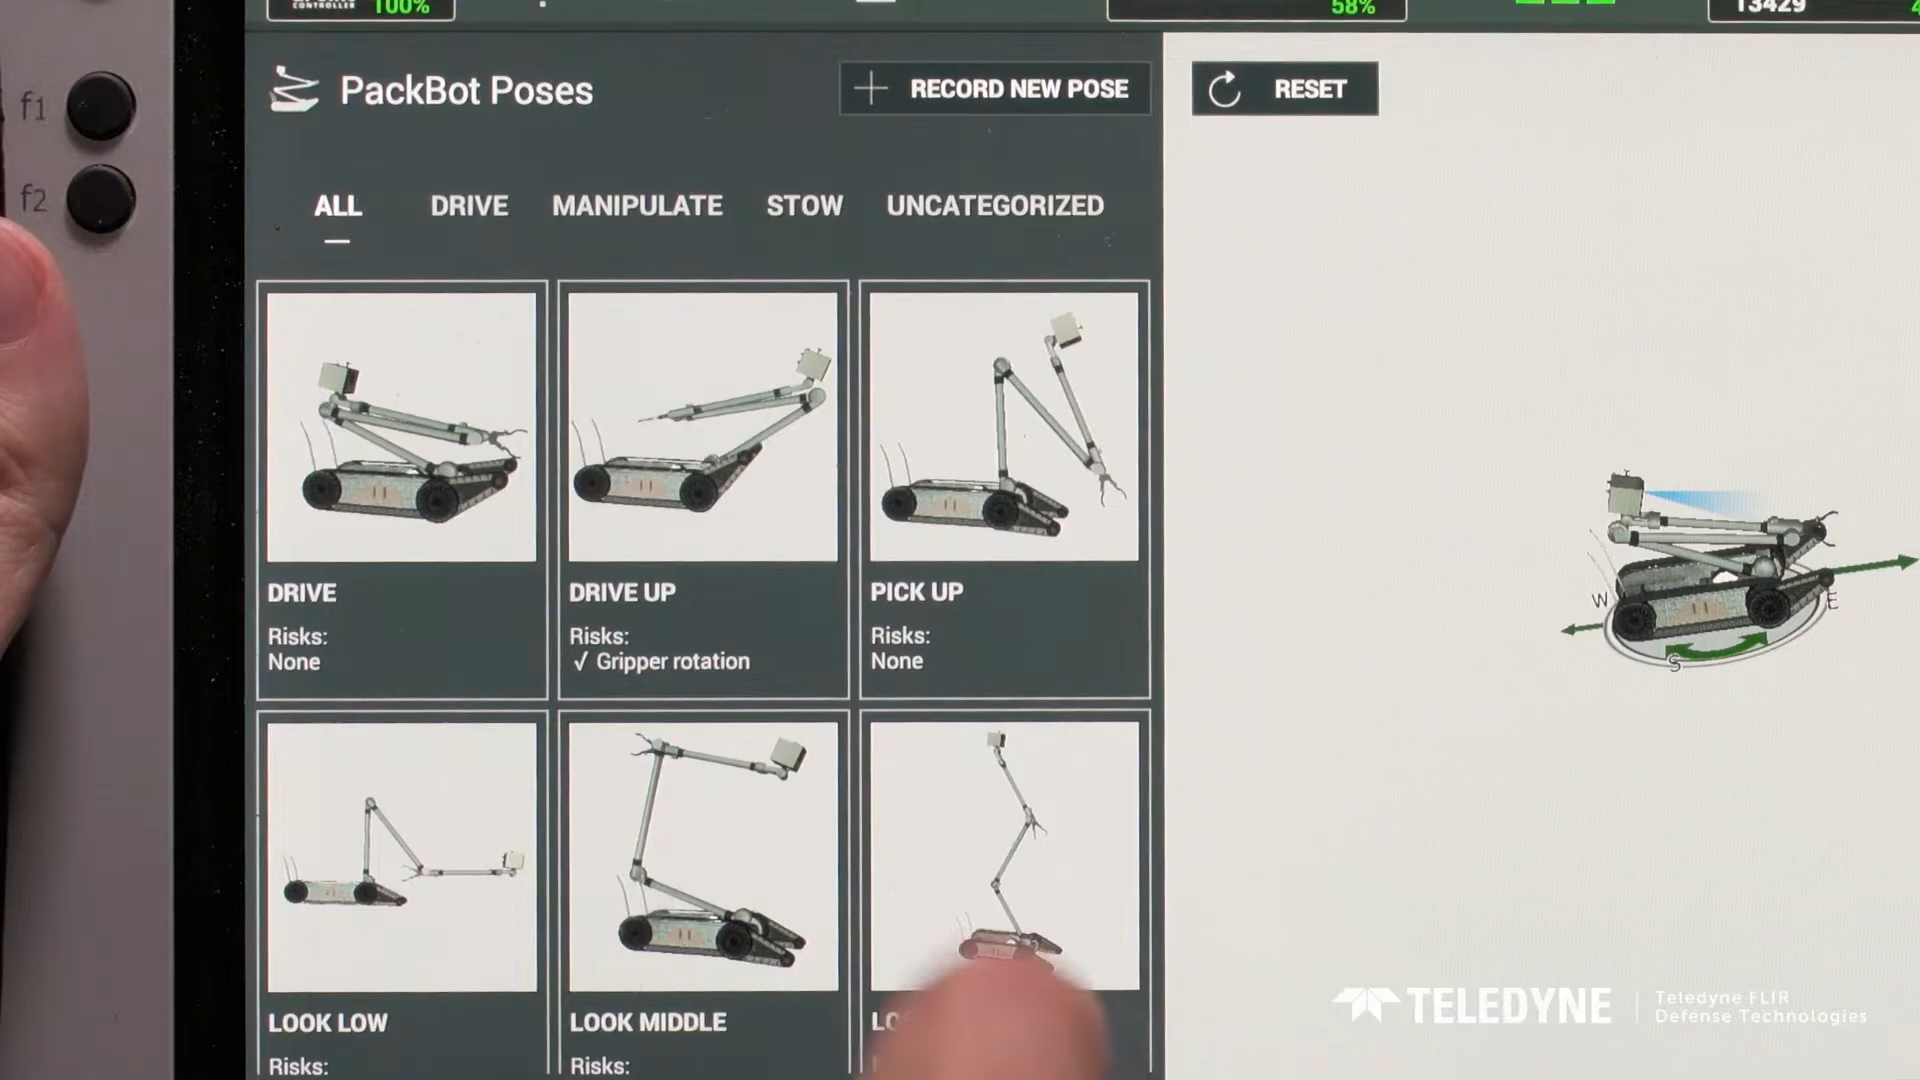 CONTROLLER 100%
58%
13429
f1
f2
PackBot Poses
RECORD NEW POSE
RESET
ALL DRIVE MANIPULATE STOW UNCATEGORIZED
DRIVE
Risks:
None
DRIVE UP
Risks:
✓ Gripper rotation
PICK UP
Risks:
None
W
E
S
LOOK LOW
Risks:
LOOK MIDDLE
Risks:
TELEDYNE
Teledyne FLIR
Defense Technologies